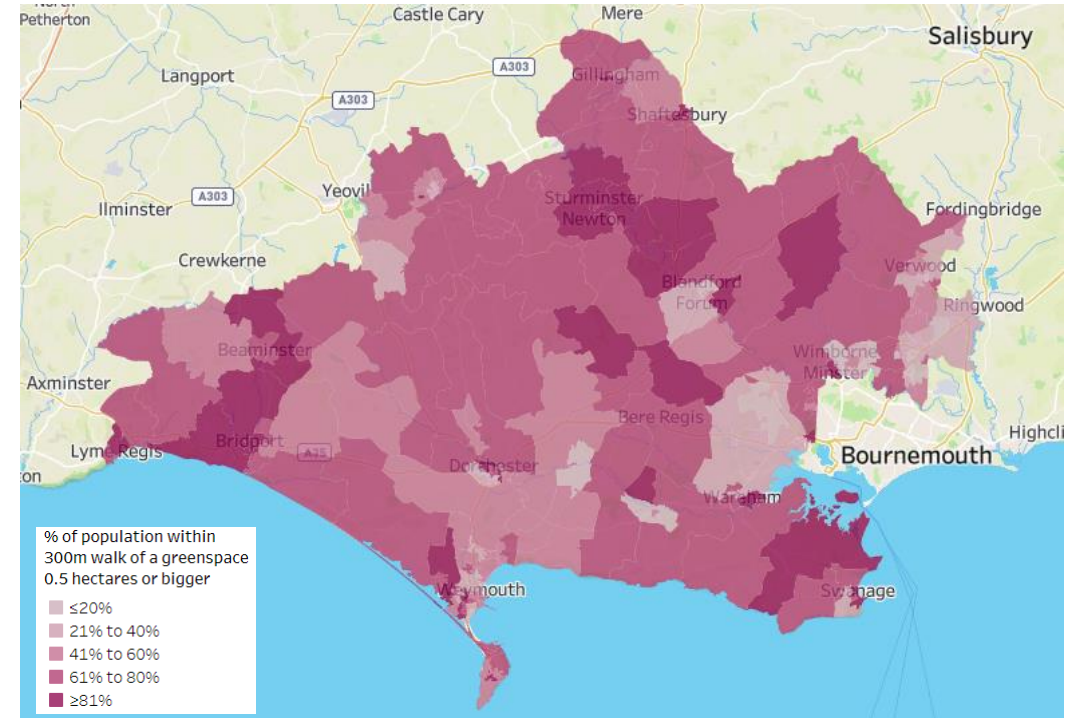 Petherton
Castle Cary
Mere
Salisbury
Langport
A303
Gillingham
A303
Shaftesbury
Yeovil
A303
Ilminster
Sturminster
Newton
Fordingbridge
Crewkerne
Verwood
Blandford
Forum
Ringwood
Beaminster
Wimborne
Minster
Axminster
Bere Regis
Lyme Regis
Bridport
A35
Dorchester
Bournemouth
Highcli
on
Wareham
% of population within
300m walk of a greenspace
0.5 hectares or bigger
≤20%
21% to 40%
41% to 60%
61% to 80%
≥81%
Weymouth
Swanage